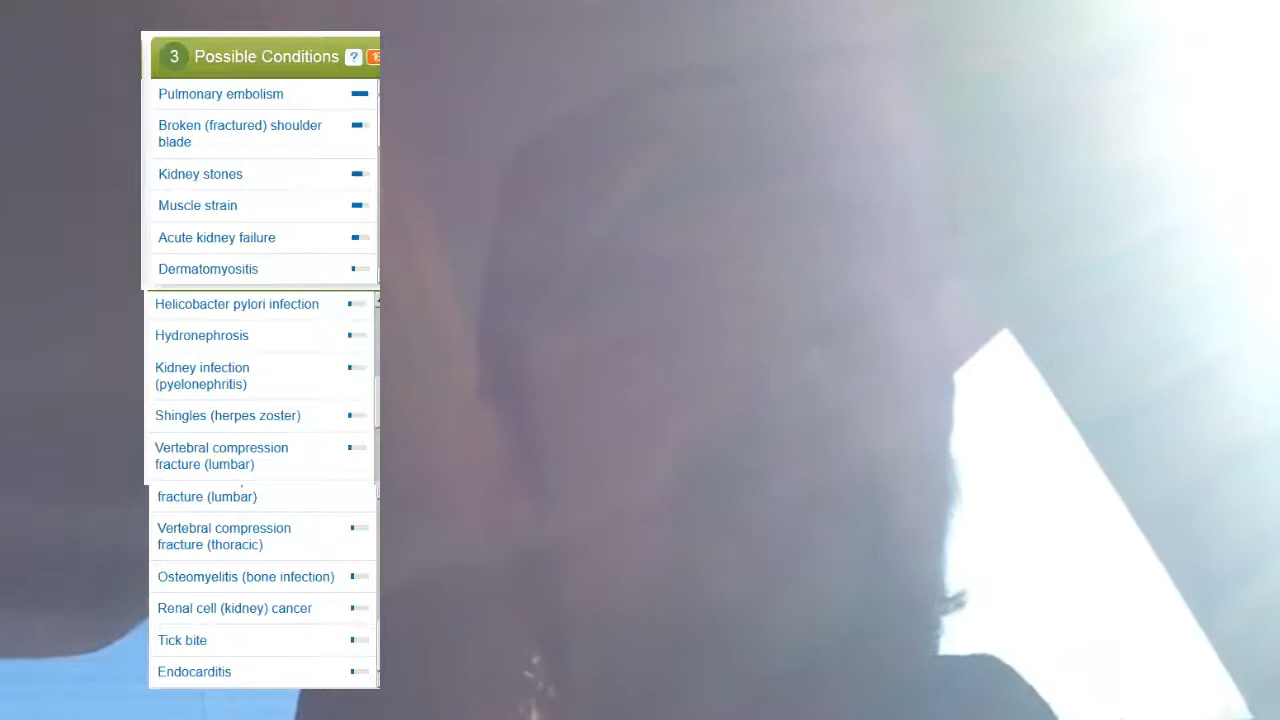 3 Possible Conditions ?
Pulmonary embolism
Broken (fractured) shoulder
blade
Kidney stones
Muscle strain
Acute kidney failure
Dermatomyositis
Helicobacter pylori infection
Hydronephrosis
Kidney infection
(pyelonephritis)
Shingles (herpes zoster)
Vertebral compression
fracture (lumbar)
fracture (lumbar)
Vertebral compression
fracture (thoracic)
Osteomyelitis (bone infection)
Renal cell (kidney) cancer
Tick bite
Endocarditis